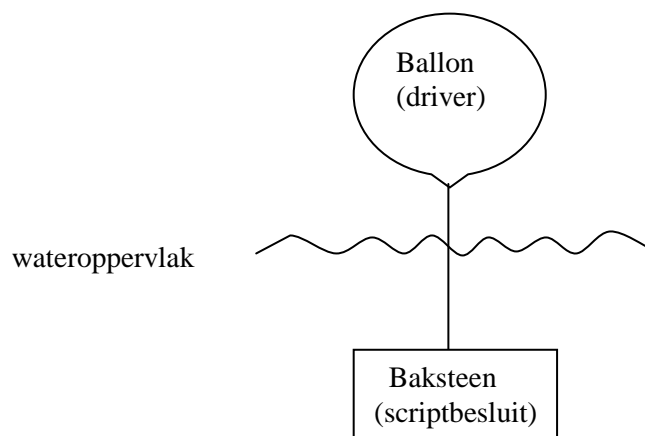 Ballon
(driver)
wateroppervlak
Baksteen
(scriptbesluit)